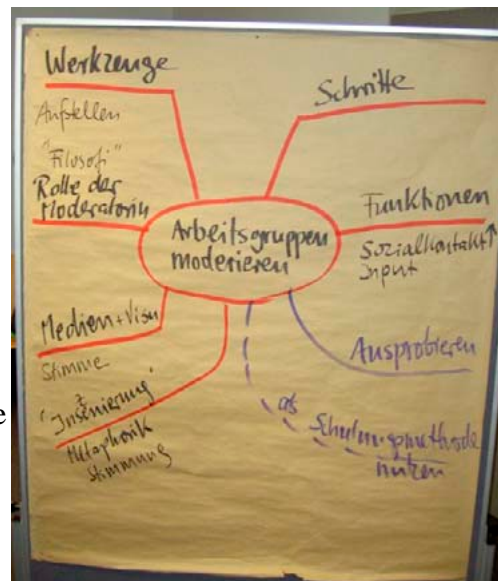 Werkzeuge
Aufstellen
"Filosofi"
Rolle der
Moderatorin
Medien + Visu
Stimme
"Insenierung"
z
Metaphorik
Stimmung
Arbeitsgruppen
moderieren
Schritte
Funktionen
Sozialkontakt ↑
Input
Ausprobieren
als
Schulungsmethode
nutzen
e